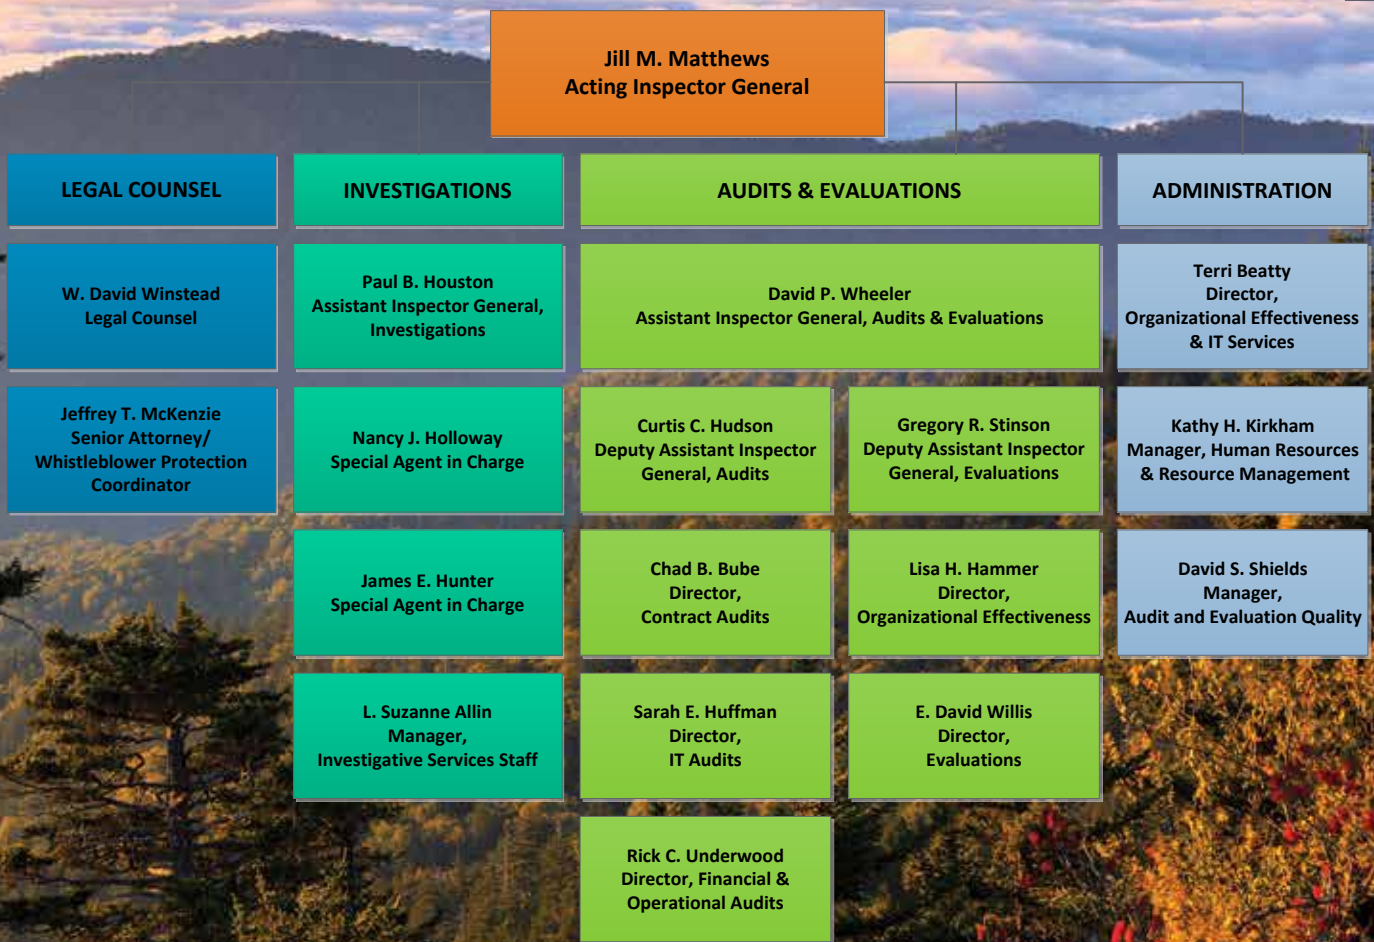 Jill M. Matthews
Acting Inspector General
LEGAL COUNSEL
W. David Winstead
Legal Counsel
Jeffrey T. McKenzie
Senior Attorney/
Whistleblower Protection
Coordinator
INVESTIGATIONS
Paul B. Houston
Assistant Inspector General,
Investigations
Nancy J. Holloway
Special Agent in Charge
James E. Hunter
Special Agent in Charge
L. Suzanne Allin
Manager,
Investigative Services Staff
AUDITS & EVALUATIONS
David P. Wheeler
Assistant Inspector General, Audits & Evaluations
Curtis C. Hudson
Deputy Assistant Inspector
General, Audits
Chad B. Bube
Director,
Contract Audits
Sarah E. Huffman
Director,
IT Audits
Rick C. Underwood
Director, Financial &
Operational Audits
Gregory R. Stinson
Deputy Assistant Inspector
General, Evaluations
Lisa H. Hammer
Director,
Organizational Effectiveness
E. David Willis
Director,
Evaluations
ADMINISTRATION
Terri Beatty
Director,
Organizational Effectiveness
& IT Services
Kathy H. Kirkham
Manager, Human Resources
& Resource Management
David S. Shields
Manager,
Audit and Evaluation Quality